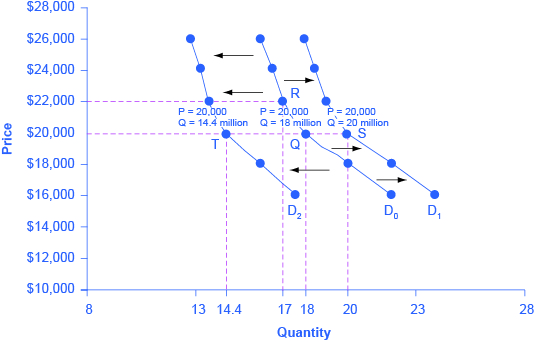 $28,000
$26,000
$24,000
$22,000
$20,000
$18,000
$16,000
$14,000
$12,000
$10,000
Price
R
P = 20,000
Q = 14.4 million
P = 20,000
Q = 18 million
P = 20,000
Q = 20 million
T
Q
S
D₂
D₀
D₁
8
13
14.4
17
18
20
23
28
Quantity